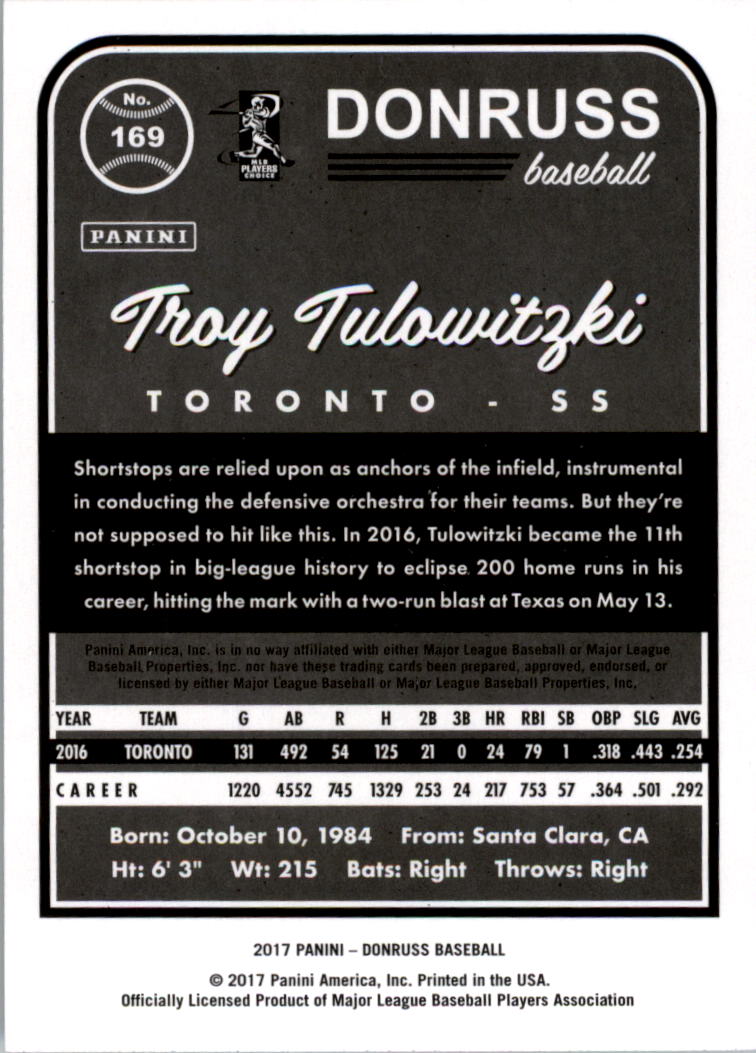 No.
169
MLB
PLAYERS
CHOICE
DONRUSS
baseball
PANINI
Troy Tulowitzki
TORONTO - SS
Shortstops are relied upon as anchors of the infield, instrumental
in conducting the defensive orchestra for their teams. But they're
not supposed to hit like this. In 2016, Tulowitzki became the 11th
shortstop in big-league history to eclipse 200 home runs in his
career, hitting the mark with a two-run blast at Texas on May 13.
Panini America, Inc. is in no way affiliated with either Major League Baseball or Major League
Baseball Properties, Inc. nor have these trading cards been prepared, approved, endorsed, or
licensed by either Major League Baseball or Major League Baseball Properties, Inc.
YEAR TEAM G AB R H 2B 3B HR RBI SB OBP SLG AVG
2016 TORONTO 131 492 54 125 21 0 24 79 1 .318 .443 .254
CAREER 1220 4552 745 1329 253 24 217 753 57 .364 .501 .292
Born: October 10, 1984 From: Santa Clara, CA
Ht: 6' 3" Wt: 215 Bats: Right Throws: Right
2017 PANINI – DONRUSS BASEBALL
© 2017 Panini America, Inc. Printed in the USA.
Officially Licensed Product of Major League Baseball Players Association